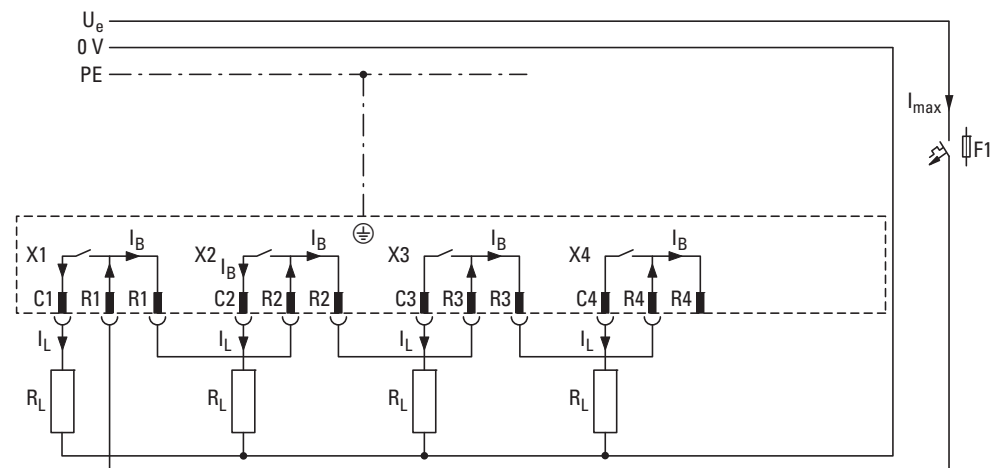 Ue
0 V
PE
Imax
F1
X1 IB X2 IB X3 IB X4 IB
IB
C1 R1 R1 C2 R2 R2 C3 R3 R3 C4 R4 R4
IL IL IL IL
RL RL RL RL